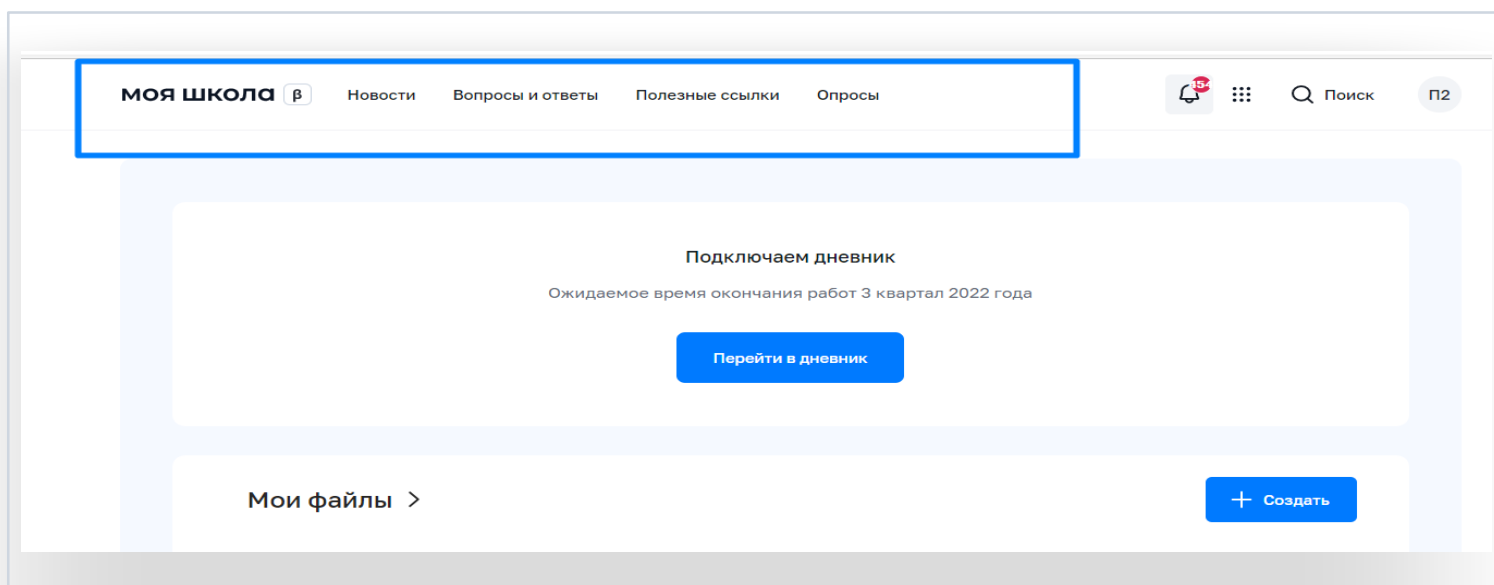 моя школа β Новости Вопросы и ответы Полезные ссылки Опросы Поиск П2
Подключаем дневник
Ожидаемое время окончания работ 3 квартал 2022 года
Перейти в дневник
Мои файлы > + Создать